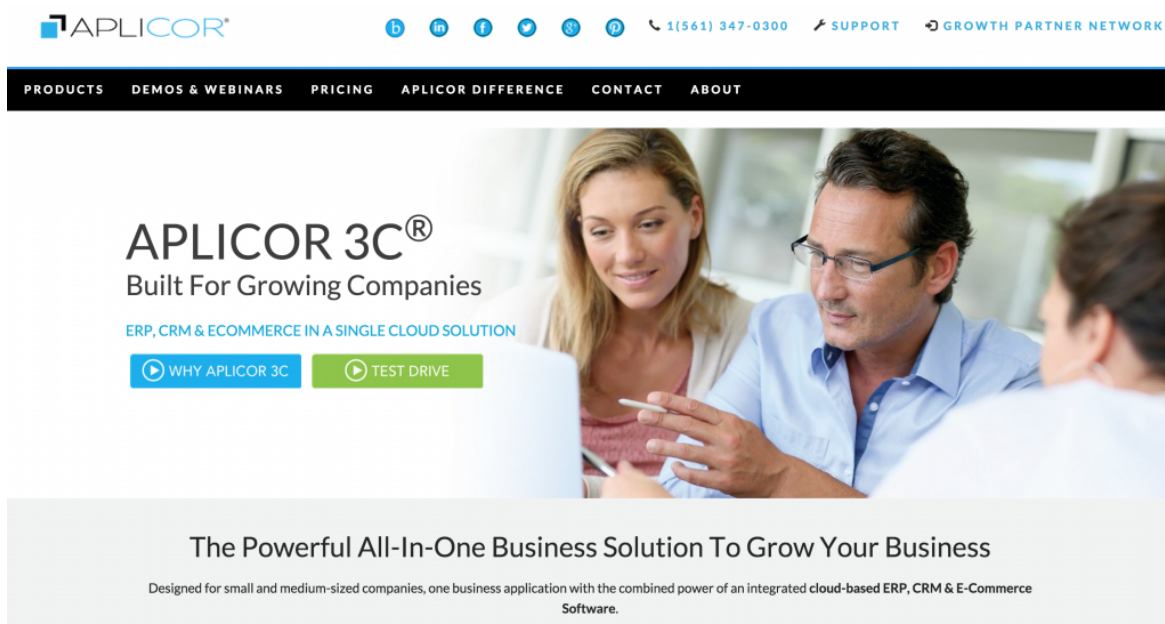 APLICOR®
1(561) 347-0300 SUPPORT GROWTH PARTNER NETWORK
PRODUCTS DEMOS & WEBINARS PRICING APLICOR DIFFERENCE CONTACT ABOUT
APLICOR 3C®
Built For Growing Companies
ERP, CRM & ECOMMERCE IN A SINGLE CLOUD SOLUTION
WHY APLICOR 3C TEST DRIVE
The Powerful All-In-One Business Solution To Grow Your Business
Designed for small and medium-sized companies, one business application with the combined power of an integrated cloud-based ERP, CRM & E-Commerce
Software.